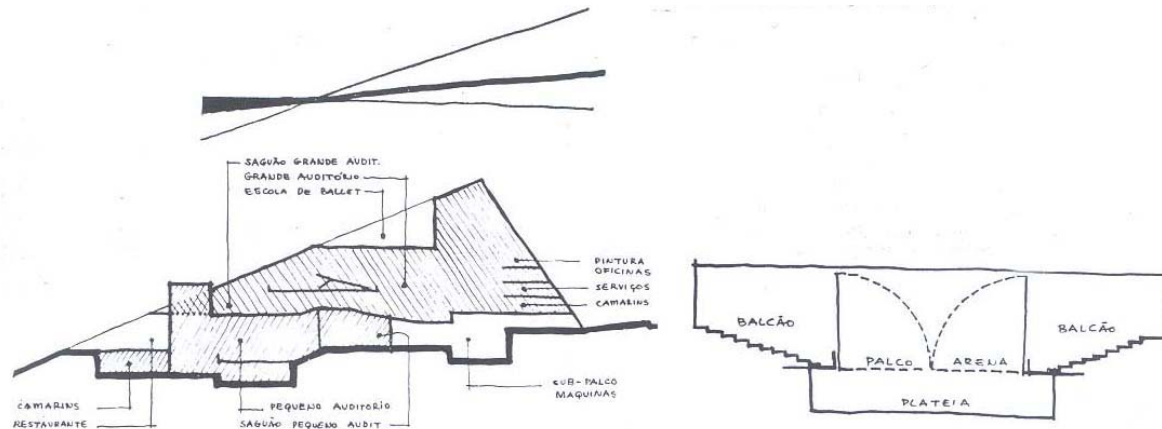 SAGUÃO GRANDE AUDIT.
GRANDE AUDITÓRIO
ESCOLA DE BALLET
PINTURA
OFICINAS
SERVIÇOS
CAMARINS
CAMARINS
RESTAURANTE
PEQUENO AUDITORIO
SAGUÃO PEQUENO AUDIT
SUB-PALCO
MAQUINAS
BALCÃO
PALCO
ARENA
BALCÃO
PLATEIA